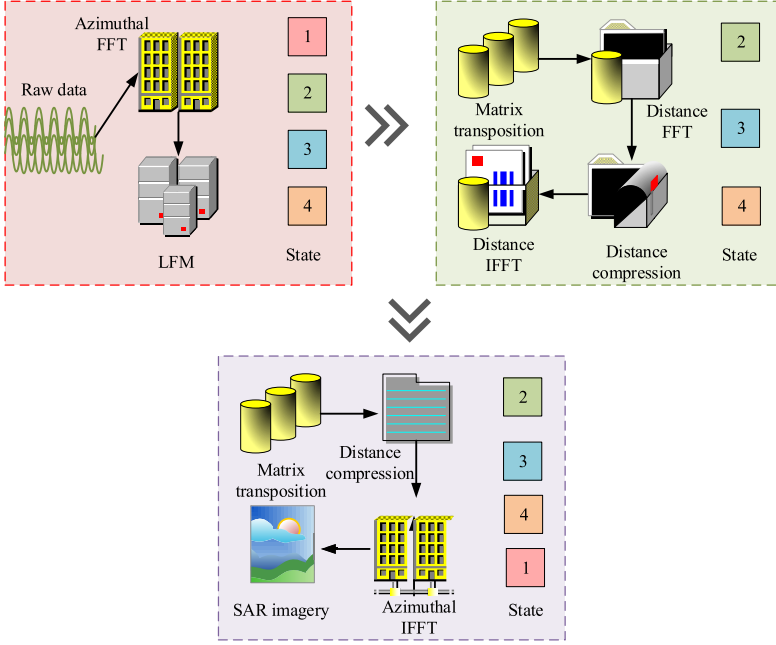 Azimuthal
FFT
Raw data
LFM
1
2
3
4
State
Matrix
transposition
Distance
FFT
Distance
IFFT
Distance
compression
2
3
4
State
Matrix
transposition
Distance
compression
SAR imagery
Azimuthal
IFFT
2
3
4
1
State